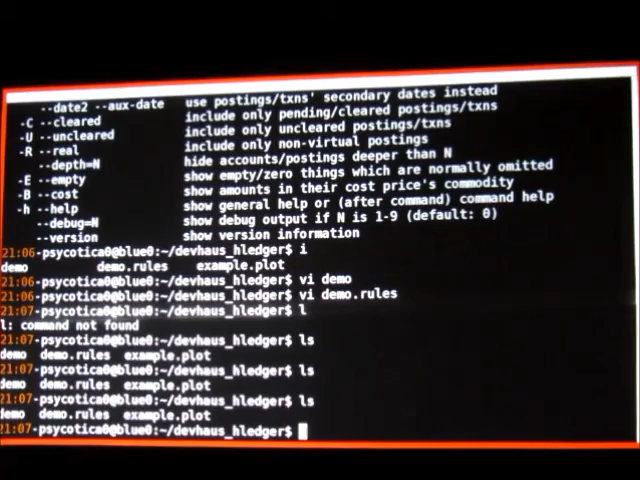 --date2 --aux-date use postings/txns' secondary dates instead
-C --cleared include only pending/cleared postings/txns
-U --uncleared include only uncleared postings/txns
-R --real include only non-virtual postings
--depth=N hide accounts/postings deeper than N
-E --empty show empty/zero things which are normally omitted
-B --cost show amounts in their cost price's commodity
-h --help show general help or (after command) command help
--debug=N show debug output if N is 1-9 (default: 0)
--version show version information
21:06-psycotica0@blue0:~/devhaus_hledger$ i
demo demo.rules example.plot
21:06-psycotica0@blue0:~/devhaus_hledger$ vi demo
21:06-psycotica0@blue0:~/devhaus_hledger$ vi demo.rules
21:07-psycotica0@blue0:~/devhaus_hledger$ l
l: command not found
21:07-psycotica0@blue0:~/devhaus_hledger$ ls
demo demo.rules example.plot
21:07-psycotica0@blue0:~/devhaus_hledger$ ls
demo demo.rules example.plot
21:07-psycotica0@blue0:~/devhaus_hledger$ ls
demo demo.rules example.plot
21:07-psycotica0@blue0:~/devhaus_hledger$